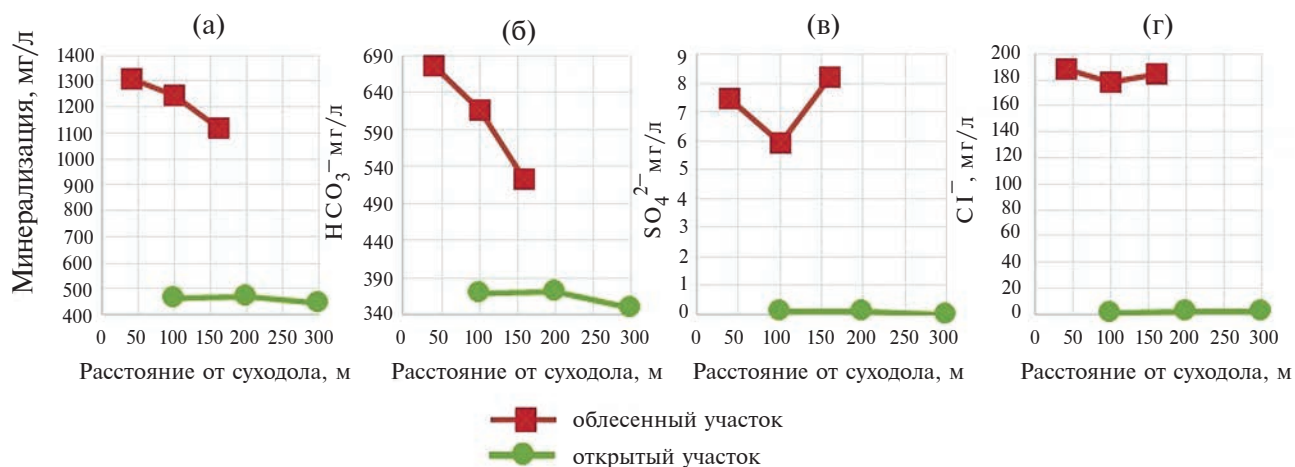 (а)
(б)
(в)
(г)
Минерализация, мг/л
1400
1300
1200
1100
1000
900
800
700
600
500
400
0 50 100 150 200 250 300
Расстояние от суходола, м
HCO₃⁻ мг/л
690
640
590
540
490
440
390
340
0 50 100 150 200 250 300
Расстояние от суходола, м
SO₄²⁻ мг/л
9
8
7
6
5
4
3
2
1
0
0 50 100 150 200 250 300
Расстояние от суходола, м
CI⁻, мг/л
200
180
160
140
120
100
80
60
40
20
0
0 50 100 150 200 250 300
Расстояние от суходола, м
облесенный участок
открытый участок